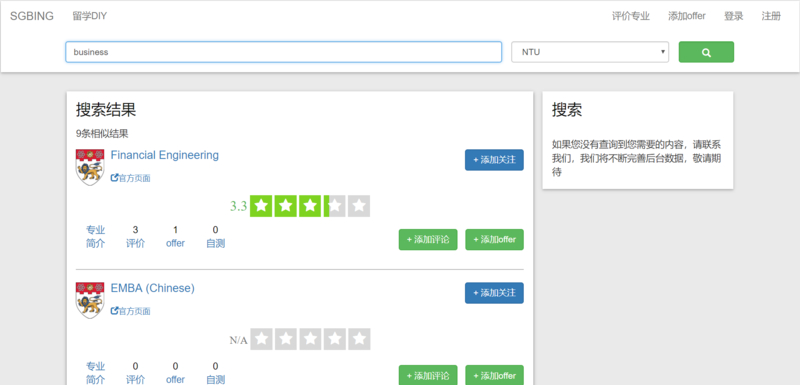 SGBING 留学DIY 评价专业 添加offer 登录 注册
business NTU
搜索结果
9条相似结果
Financial Engineering + 添加关注
官方页面
3.3
专业 3 1 0
简介 评价 offer 自测 + 添加评论 + 添加offer
EMBA (Chinese) + 添加关注
官方页面
N/A
专业 0 0 0
简介 评价 offer 自测 + 添加评论 + 添加offer
搜索
如果您没有查询到您需要的内容，请联系
我们，我们将不断完善后台数据，敬请期
待